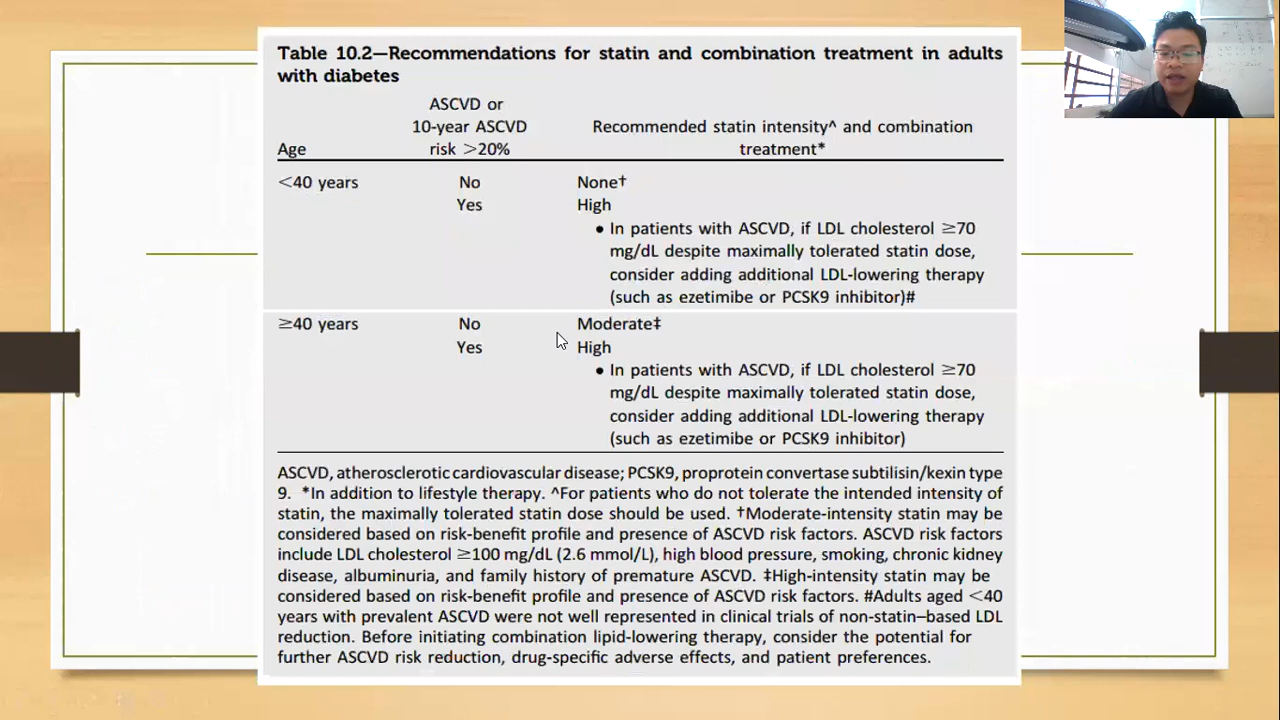 Table 10.2—Recommendations for statin and combination treatment in adults
with diabetes
ASCVD or
10-year ASCVD
risk >20%
Age
Recommended statin intensity^ and combination
treatment*
<40 years No None†
Yes High
● In patients with ASCVD, if LDL cholesterol ≥70
mg/dL despite maximally tolerated statin dose,
consider adding additional LDL-lowering therapy
(such as ezetimibe or PCSK9 inhibitor)#
≥40 years No Moderate‡
Yes High
● In patients with ASCVD, if LDL cholesterol ≥70
mg/dL despite maximally tolerated statin dose,
consider adding additional LDL-lowering therapy
(such as ezetimibe or PCSK9 inhibitor)
ASCVD, atherosclerotic cardiovascular disease; PCSK9, proprotein convertase subtilisin/kexin type
9. *In addition to lifestyle therapy. ^For patients who do not tolerate the intended intensity of
statin, the maximally tolerated statin dose should be used. †Moderate-intensity statin may be
considered based on risk-benefit profile and presence of ASCVD risk factors. ASCVD risk factors
include LDL cholesterol ≥100 mg/dL (2.6 mmol/L), high blood pressure, smoking, chronic kidney
disease, albuminuria, and family history of premature ASCVD. ‡High-intensity statin may be
considered based on risk-benefit profile and presence of ASCVD risk factors. #Adults aged <40
years with prevalent ASCVD were not well represented in clinical trials of non-statin–based LDL
reduction. Before initiating combination lipid-lowering therapy, consider the potential for
further ASCVD risk reduction, drug-specific adverse effects, and patient preferences.